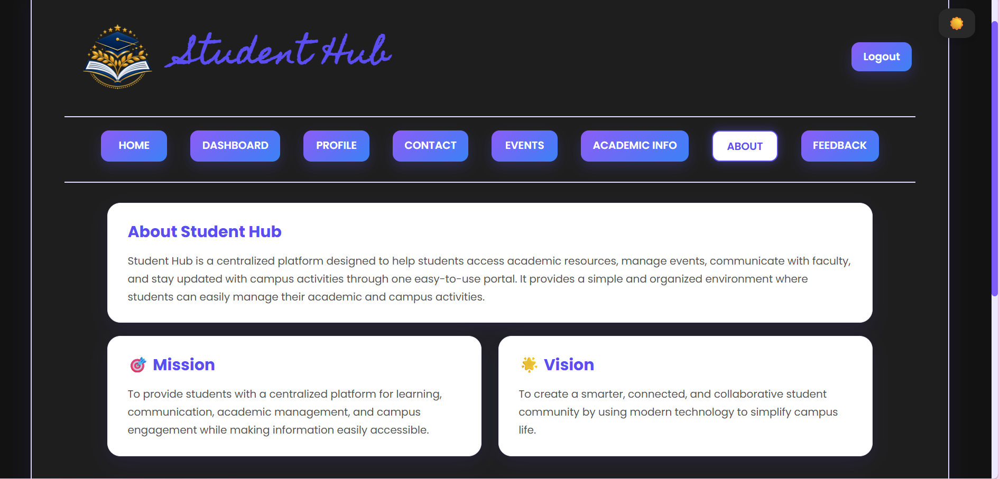 Student Hub
Logout
HOME DASHBOARD PROFILE CONTACT EVENTS ACADEMIC INFO ABOUT FEEDBACK
About Student Hub
Student Hub is a centralized platform designed to help students access academic resources, manage events, communicate with faculty,
and stay updated with campus activities through one easy-to-use portal. It provides a simple and organized environment where
students can easily manage their academic and campus activities.
🎯 Mission
To provide students with a centralized platform for learning,
communication, academic management, and campus
engagement while making information easily accessible.
🌟 Vision
To create a smarter, connected, and collaborative student
community by using modern technology to simplify campus
life.